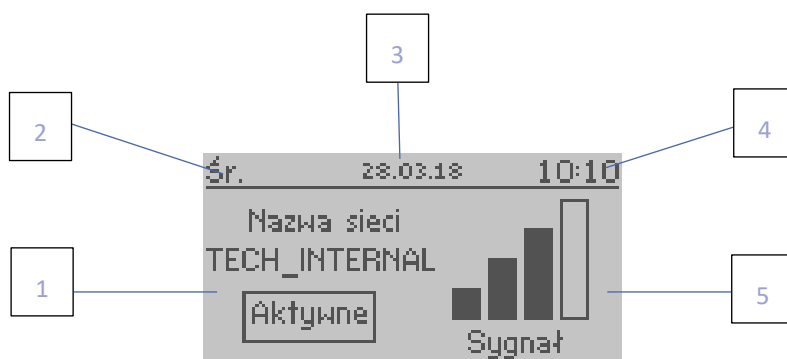 3
2
4
Śr. 28.03.18 10:10
Nazwa sieci
TECH_INTERNAL
1
5
Aktywne
Sygnał